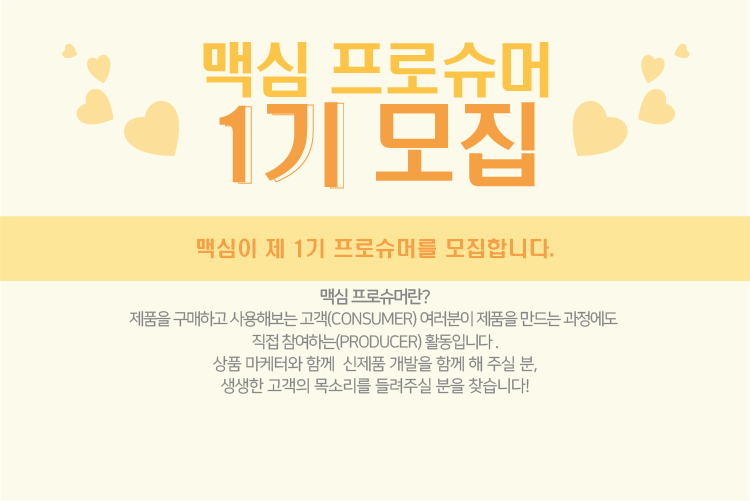 맥심 프로슈머
1기 모집
맥심이 제 1기 프로슈머를 모집합니다.
맥심 프로슈머란?
제품을 구매하고 사용해보는 고객(CONSUMER) 여러분이 제품을 만드는 과정에도
직접 참여하는(PRODUCER) 활동입니다 .
상품 마케터와 함께 신제품 개발을 함께 해 주실 분,
생생한 고객의 목소리를 들려주실 분을 찾습니다!